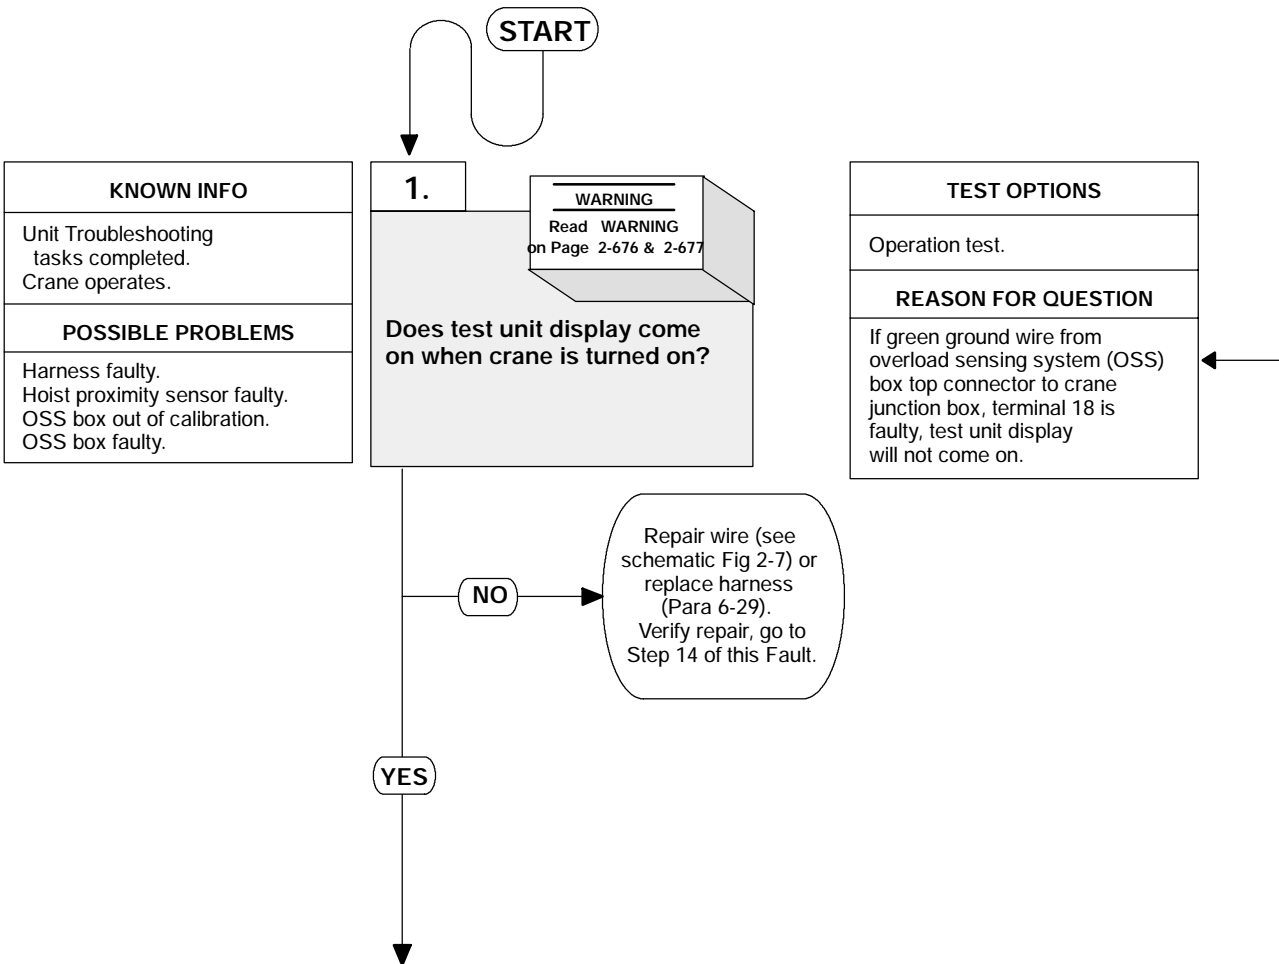 START
KNOWN INFO
Unit Troubleshooting
tasks completed.
Crane operates.
POSSIBLE PROBLEMS
Harness faulty.
Hoist proximity sensor faulty.
OSS box out of calibration.
OSS box faulty.
1.
WARNING
Read WARNING
on Page 2-676 & 2-677
Does test unit display come
on when crane is turned on?
TEST OPTIONS
Operation test.
REASON FOR QUESTION
If green ground wire from
overload sensing system (OSS)
box top connector to crane
junction box, terminal 18 is
faulty, test unit display
will not come on.
NO
Repair wire (see
schematic Fig 2-7) or
replace harness
(Para 6-29).
Verify repair, go to
Step 14 of this Fault.
YES